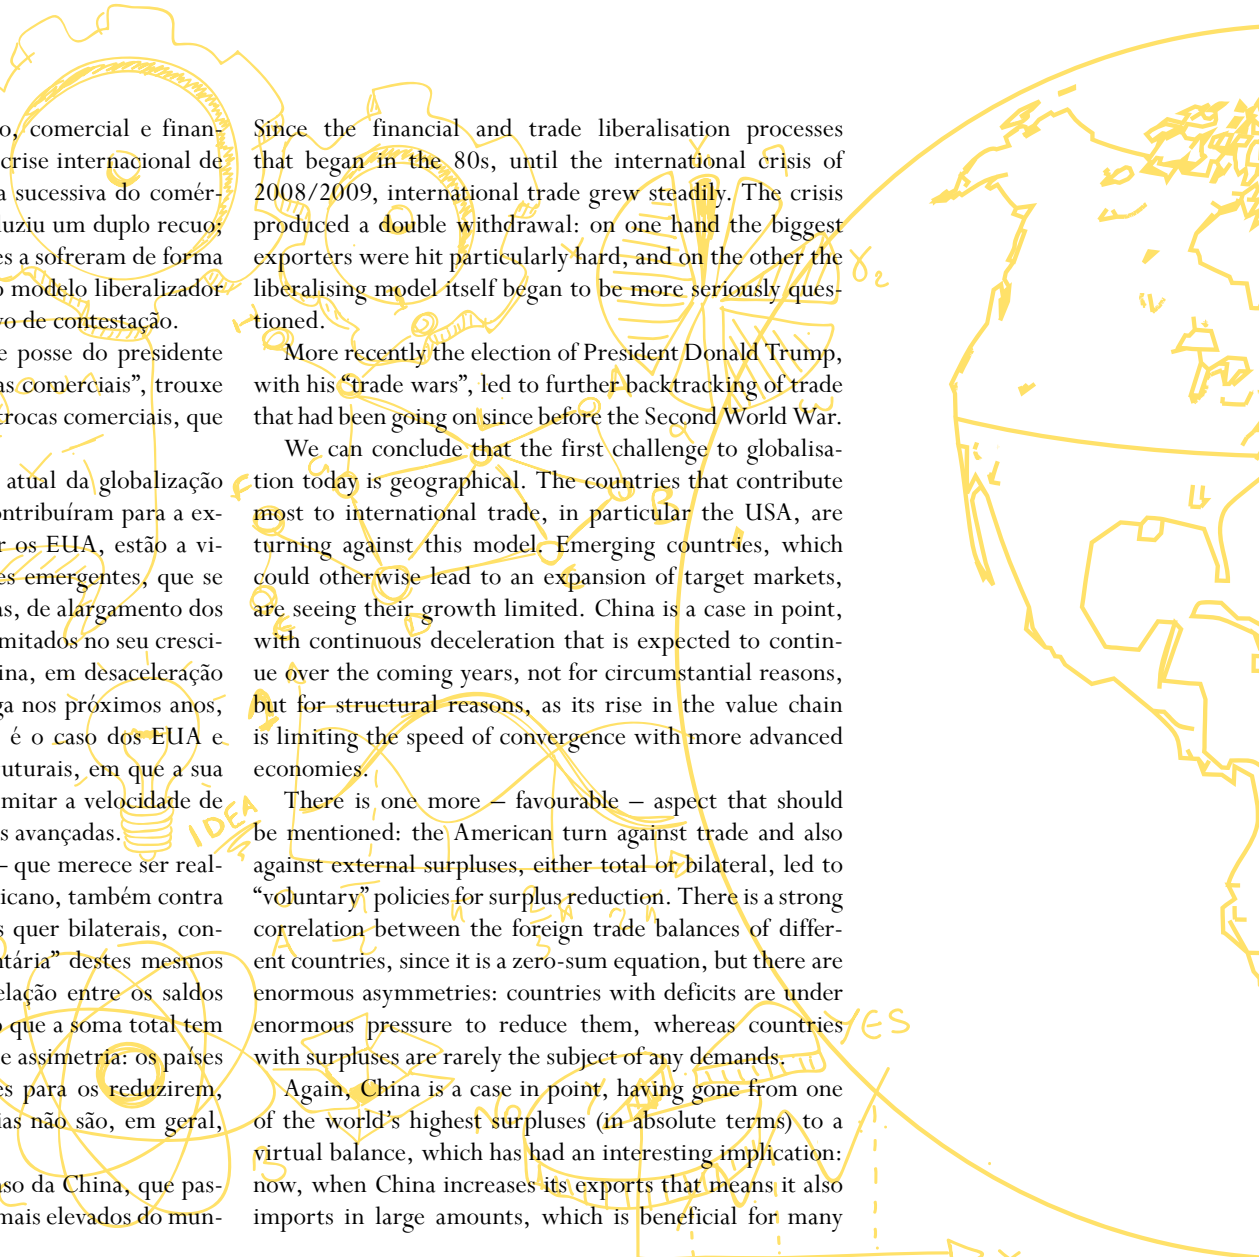 o, comercial e finan-
crise internacional de
a sucessiva do comér-
luziu um duplo recuo;
es a sofreram de forma
o modelo liberalizador
vo de contestação.
e posse do presidente
as comerciais”, trouxe
trocas comerciais, que
atual da globalização
ontribuíram para a ex-
r os EUA, estão a vi-
es emergentes, que se
as, de alargamento dos
mitados no seu cresci-
ina, em desaceleração
ga nos próximos anos,
é o caso dos EUA e
uturais, em que a sua
mitar a velocidade de
s avançadas.
– que merece ser real-
icano, também contra
s quer bilaterais, con-
ntária” destes mesmos
elação entre os saldos
o que a soma total tem
e assimetria: os países
es para os reduzirem,
ias não são, em geral,
aso da China, que pas-
mais elevados do mun-
Since the financial and trade liberalisation processes
that began in the 80s, until the international crisis of
2008/2009, international trade grew steadily. The crisis
produced a double withdrawal: on one hand the biggest
exporters were hit particularly hard, and on the other the
liberalising model itself began to be more seriously ques-
tioned.
More recently the election of President Donald Trump,
with his “trade wars”, led to further backtracking of trade
that had been going on since before the Second World War.
We can conclude that the first challenge to globalisa-
tion today is geographical. The countries that contribute
most to international trade, in particular the USA, are
turning against this model. Emerging countries, which
could otherwise lead to an expansion of target markets,
are seeing their growth limited. China is a case in point,
with continuous deceleration that is expected to contin-
ue over the coming years, not for circumstantial reasons,
but for structural reasons, as its rise in the value chain
is limiting the speed of convergence with more advanced
economies.
There is one more – favourable – aspect that should
be mentioned: the American turn against trade and also
against external surpluses, either total or bilateral, led to
“voluntary” policies for surplus reduction. There is a strong
correlation between the foreign trade balances of differ-
ent countries, since it is a zero-sum equation, but there are
enormous asymmetries: countries with deficits are under
enormous pressure to reduce them, whereas countries
with surpluses are rarely the subject of any demands.
Again, China is a case in point, having gone from one
of the world’s highest surpluses (in absolute terms) to a
virtual balance, which has had an interesting implication:
now, when China increases its exports that means it also
imports in large amounts, which is beneficial for many
IDEA
YES
NO